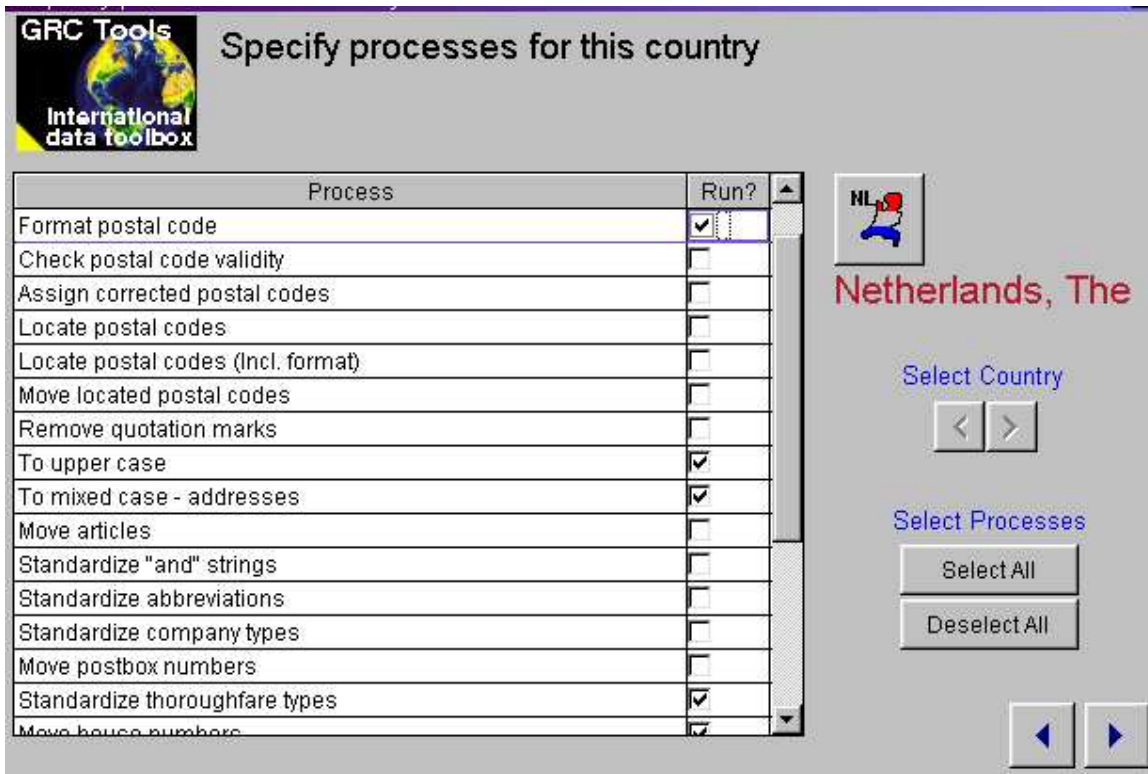 GRC Tools
International
data toolbox
Specify processes for this country
Process Run?
Format postal code
Check postal code validity
Assign corrected postal codes
Locate postal codes
Locate postal codes (Incl. format)
Move located postal codes
Remove quotation marks
To upper case
To mixed case - addresses
Move articles
Standardize "and" strings
Standardize abbreviations
Standardize company types
Move postbox numbers
Standardize thoroughfare types
Move house numbers
NL
Netherlands, The
Select Country
< >
Select Processes
Select All
Deselect All